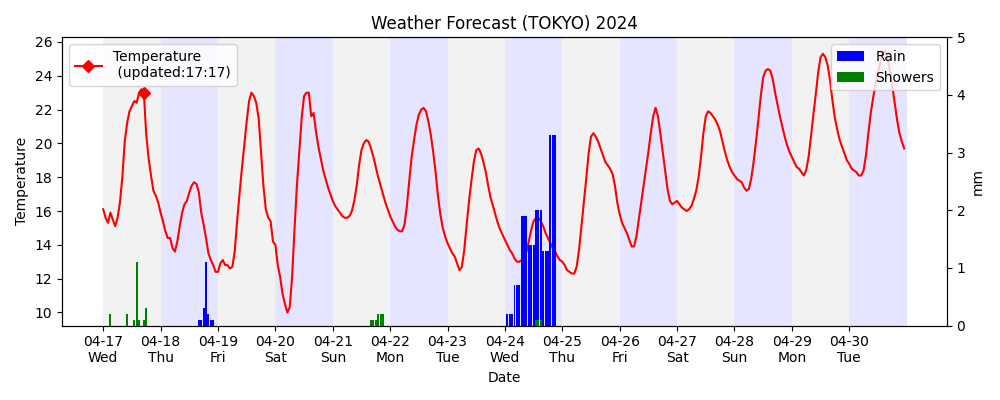 Weather Forecast (TOKYO) 2024
Temperature
(updated:17:17)
Rain
Showers
26
24
22
20
18
16
14
12
10
Temperature
5
4
3
2
1
0
mm
04-17 04-18 04-19 04-20 04-21 04-22 04-23 04-24 04-25 04-26 04-27 04-28 04-29 04-30
Wed Thu Fri Sat Sun Mon Tue Wed Thu Fri Sat Sun Mon Tue
Date